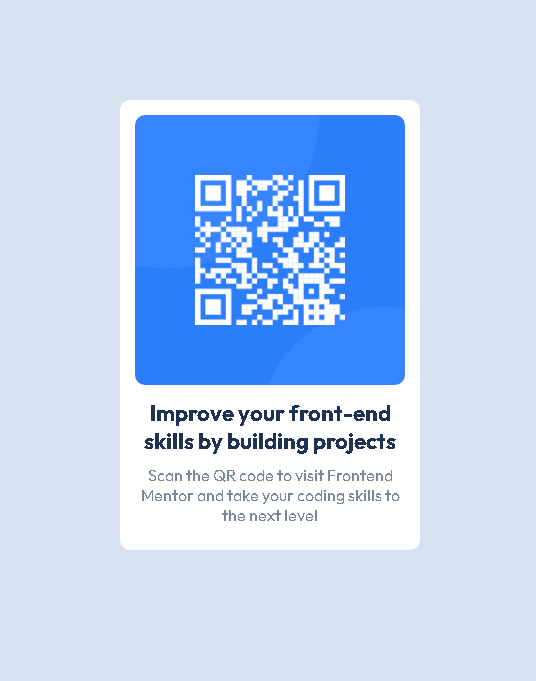 Improve your front-end
skills by building projects
Scan the QR code to visit Frontend
Mentor and take your coding skills to
the next level